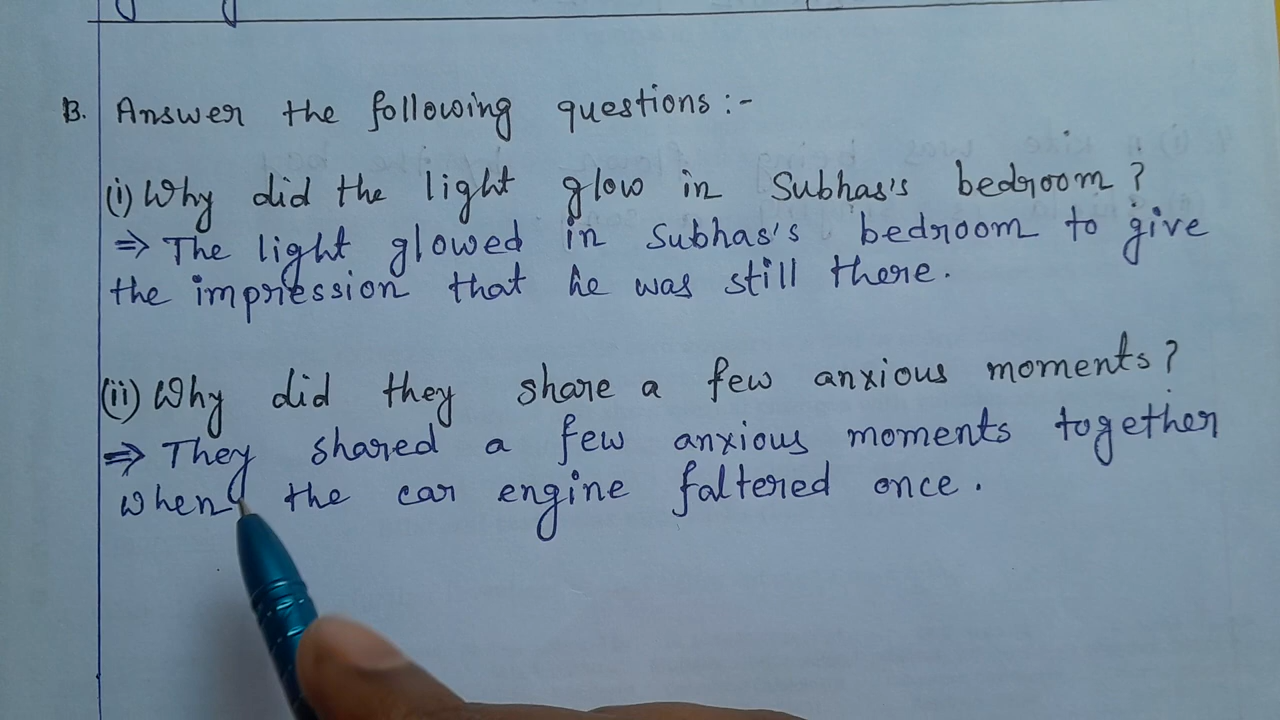 B. Answer the following questions :-
(i) Why did the light glow in Subhas's bedroom ?
⇒ The light glowed in Subhas's bedroom to give
the impression that he was still there.
(ii) Why did they share a few anxious moments ?
⇒ They shared a few anxious moments together
when the car engine faltered once.